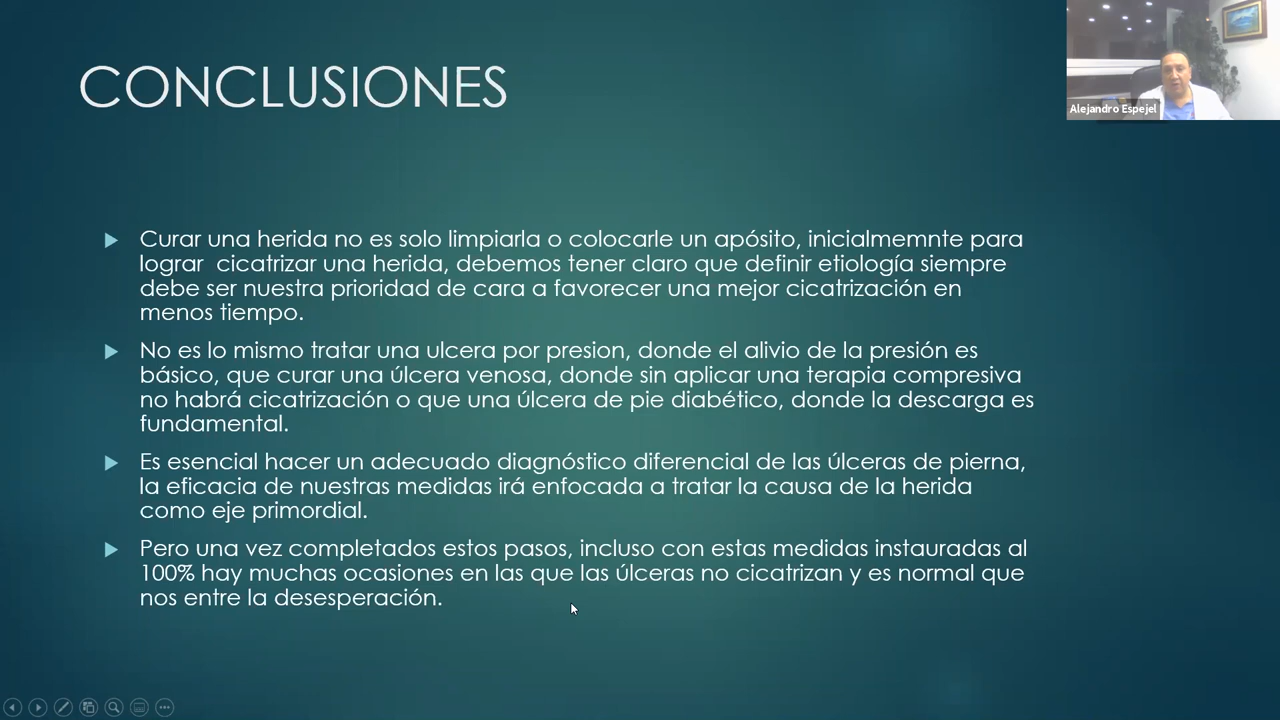 CONCLUSIONES
Alejandro Espejel
Curar una herida no es solo limpiarla o colocarle un apósito, inicialmemnte para
lograr cicatrizar una herida, debemos tener claro que definir etiología siempre
debe ser nuestra prioridad de cara a favorecer una mejor cicatrización en
menos tiempo.
No es lo mismo tratar una ulcera por presion, donde el alivio de la presión es
básico, que curar una úlcera venosa, donde sin aplicar una terapia compresiva
no habrá cicatrización o que una úlcera de pie diabético, donde la descarga es
fundamental.
Es esencial hacer un adecuado diagnóstico diferencial de las úlceras de pierna,
la eficacia de nuestras medidas irá enfocada a tratar la causa de la herida
como eje primordial.
Pero una vez completados estos pasos, incluso con estas medidas instauradas al
100% hay muchas ocasiones en las que las úlceras no cicatrizan y es normal que
nos entre la desesperación.